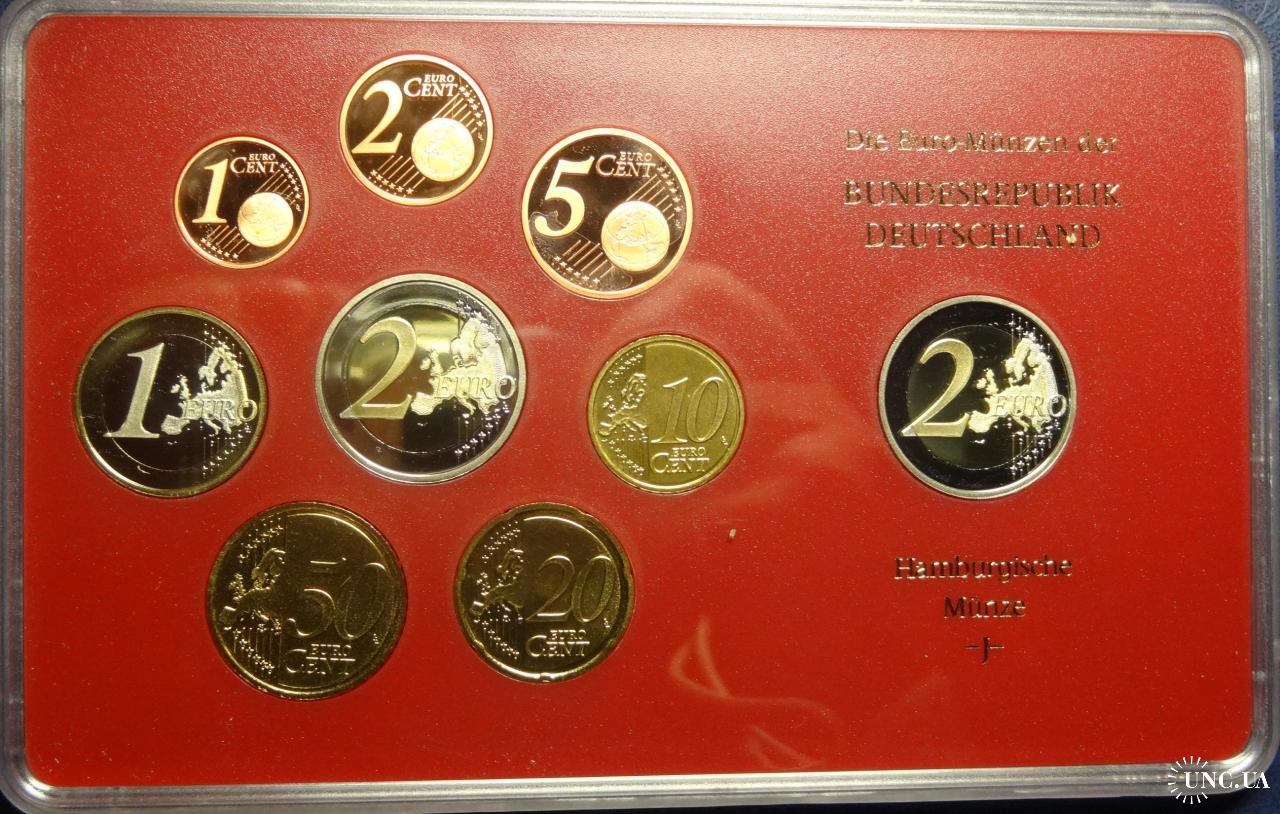 2 EURO
CENT
1 EURO
CENT
5 EURO
CENT
Die Euro-Münzen der
BUNDESREPUBLIK
DEUTSCHLAND
1 EURO
2 EURO
10
EURO
CENT
2 EURO
50
EURO
CENT
20
EURO
CENT
Hamburgische
Münze
-J-
UNC.UA